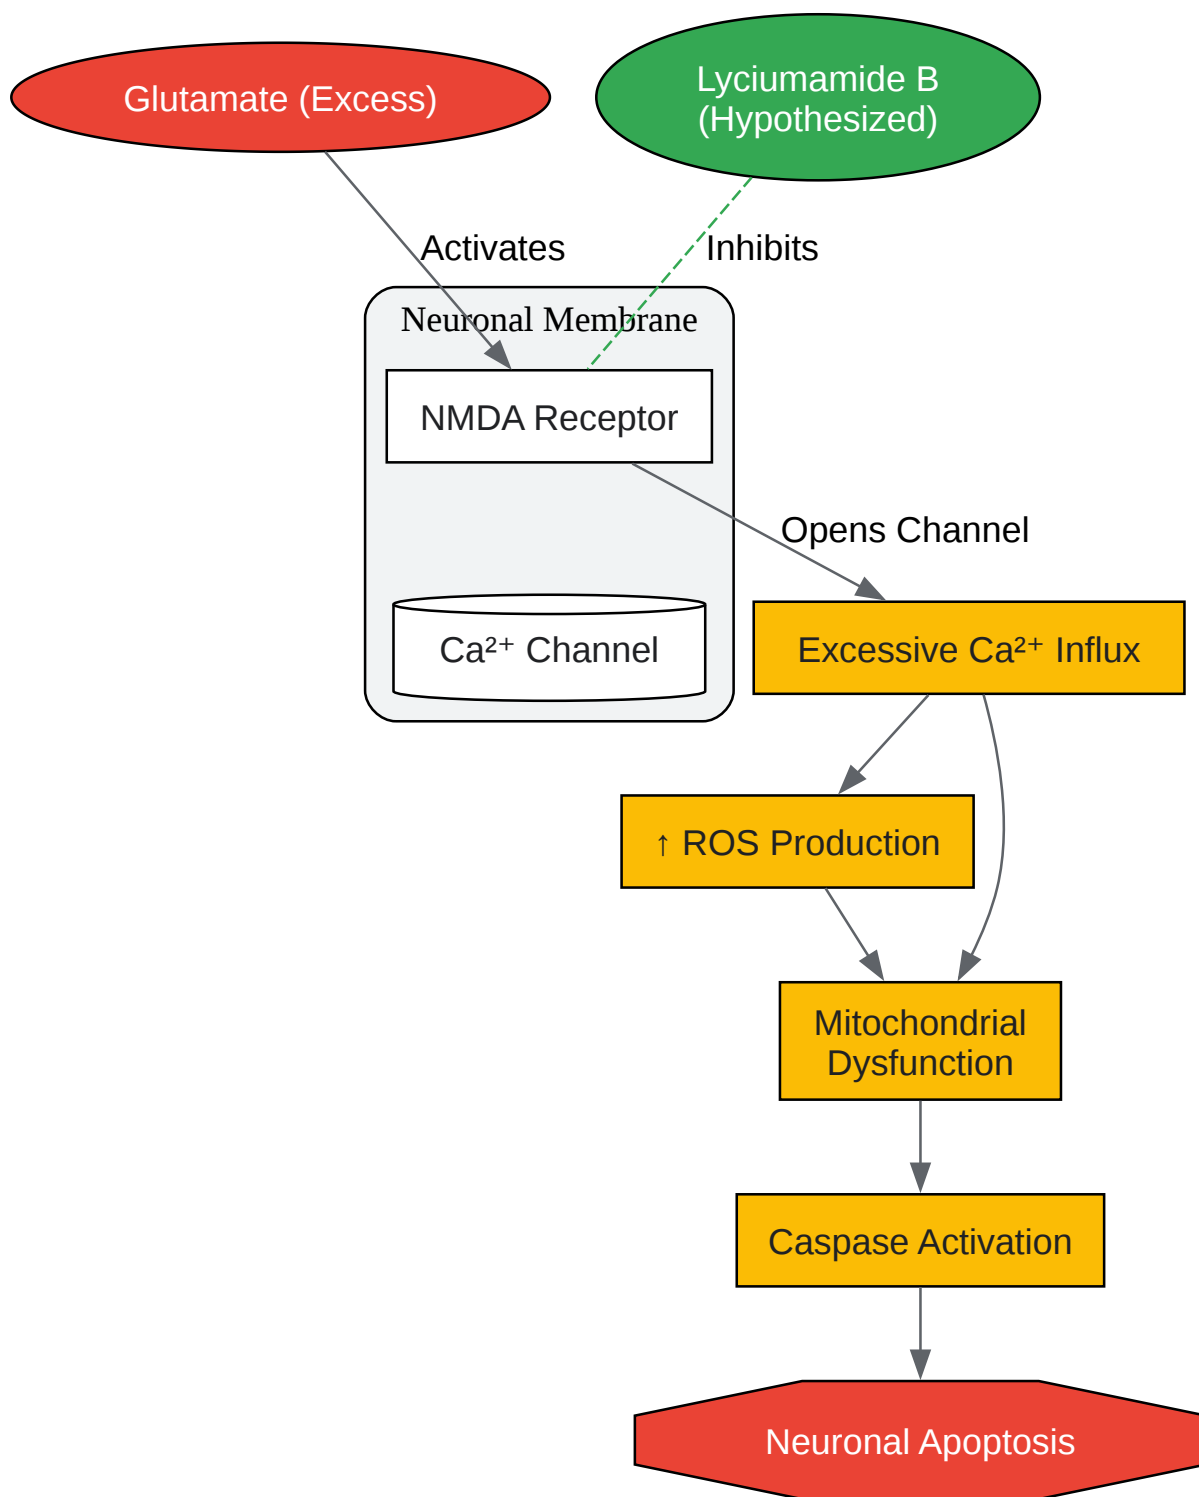 Glutamate (Excess)
Lyciumamide B
(Hypothesized)
Activates
Inhibits
Neuronal Membrane
NMDA Receptor
Opens Channel
Ca²⁺ Channel
Excessive Ca²⁺ Influx
↑ ROS Production
Mitochondrial
Dysfunction
Caspase Activation
Neuronal Apoptosis